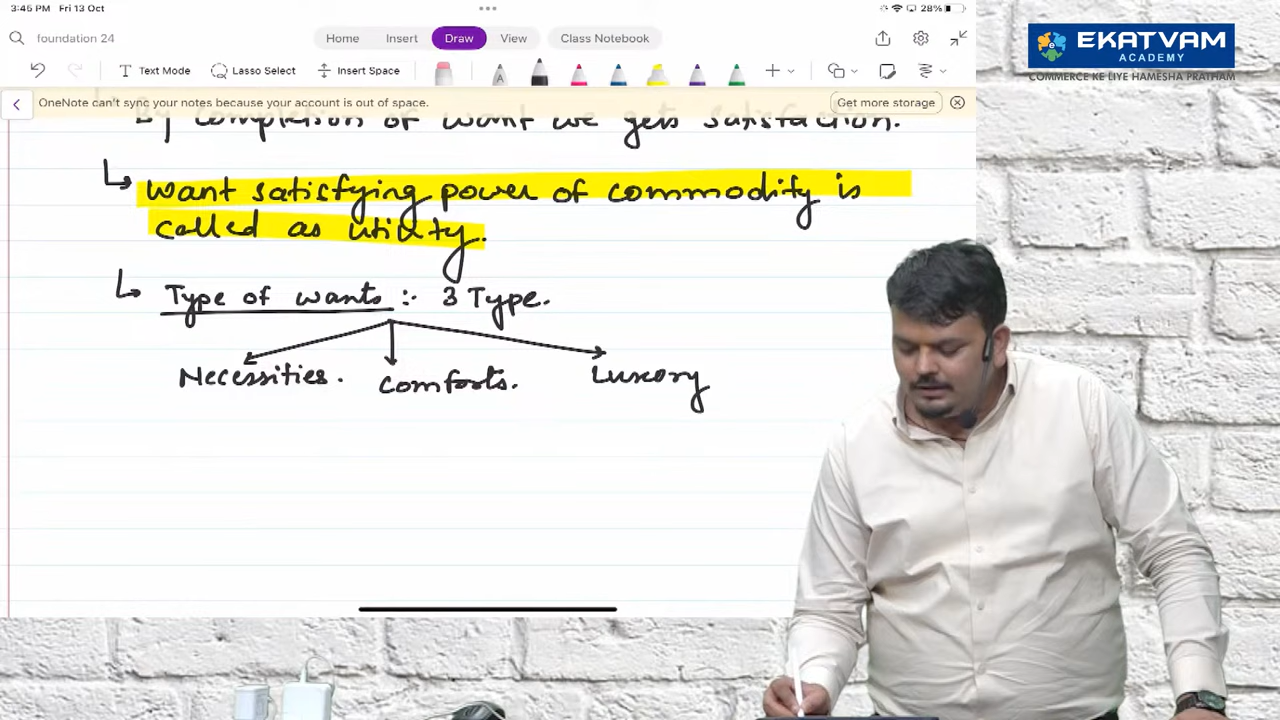 3:45 PM Fri 13 Oct
28%
foundation 24
Home Insert Draw View Class Notebook
Text Mode Lasso Select Insert Space
OneNote can't sync your notes because your account is out of space.
Get more storage
By completion of want we gets satisfaction.
want satisfying power of commodity is
called as utility.
Type of wants :- 3 Type.
Necessities. Comforts. Luxory
EKATVAM
ACADEMY
COMMERCE KE LIYE HAMESHA PRATHAM